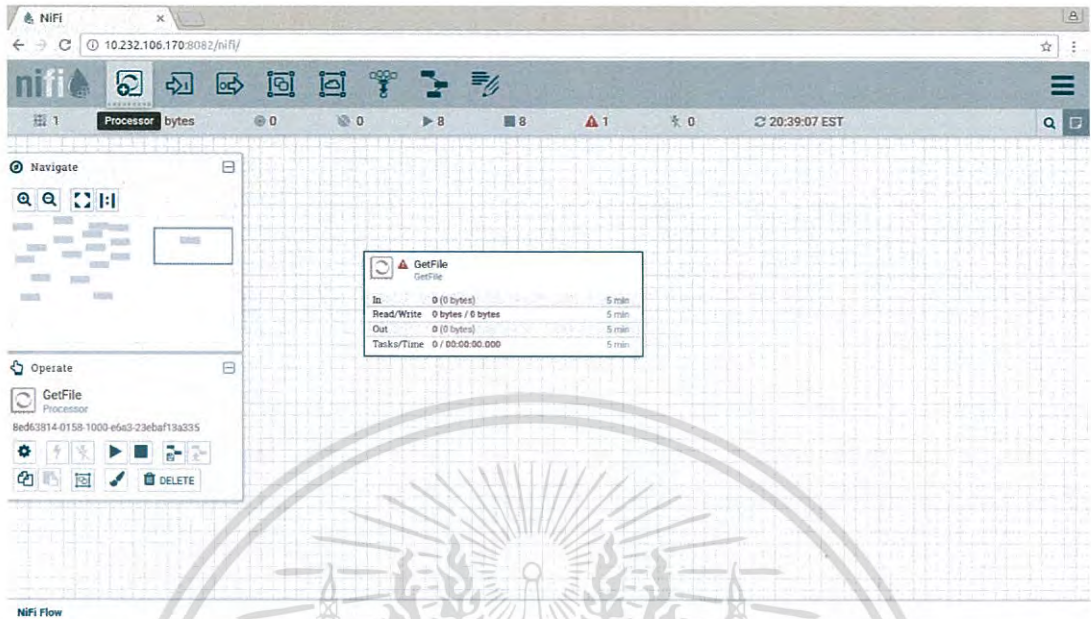 NiFi
10.232.106.170:8082/nifi/
nifi
1 Processor bytes 0 0 8 8 1 0 20:39:07 EST
Navigate
GetFile
GetFile
In 0 (0 bytes) 5 min
Read/Write 0 bytes / 0 bytes 5 min
Out 0 (0 bytes) 5 min
Tasks/Time 0 / 00:00:00.000 5 min
Operate
GetFile
Processor
8ed63814-0158-1000-e6a3-23ebaf13a335
DELETE
NiFi Flow